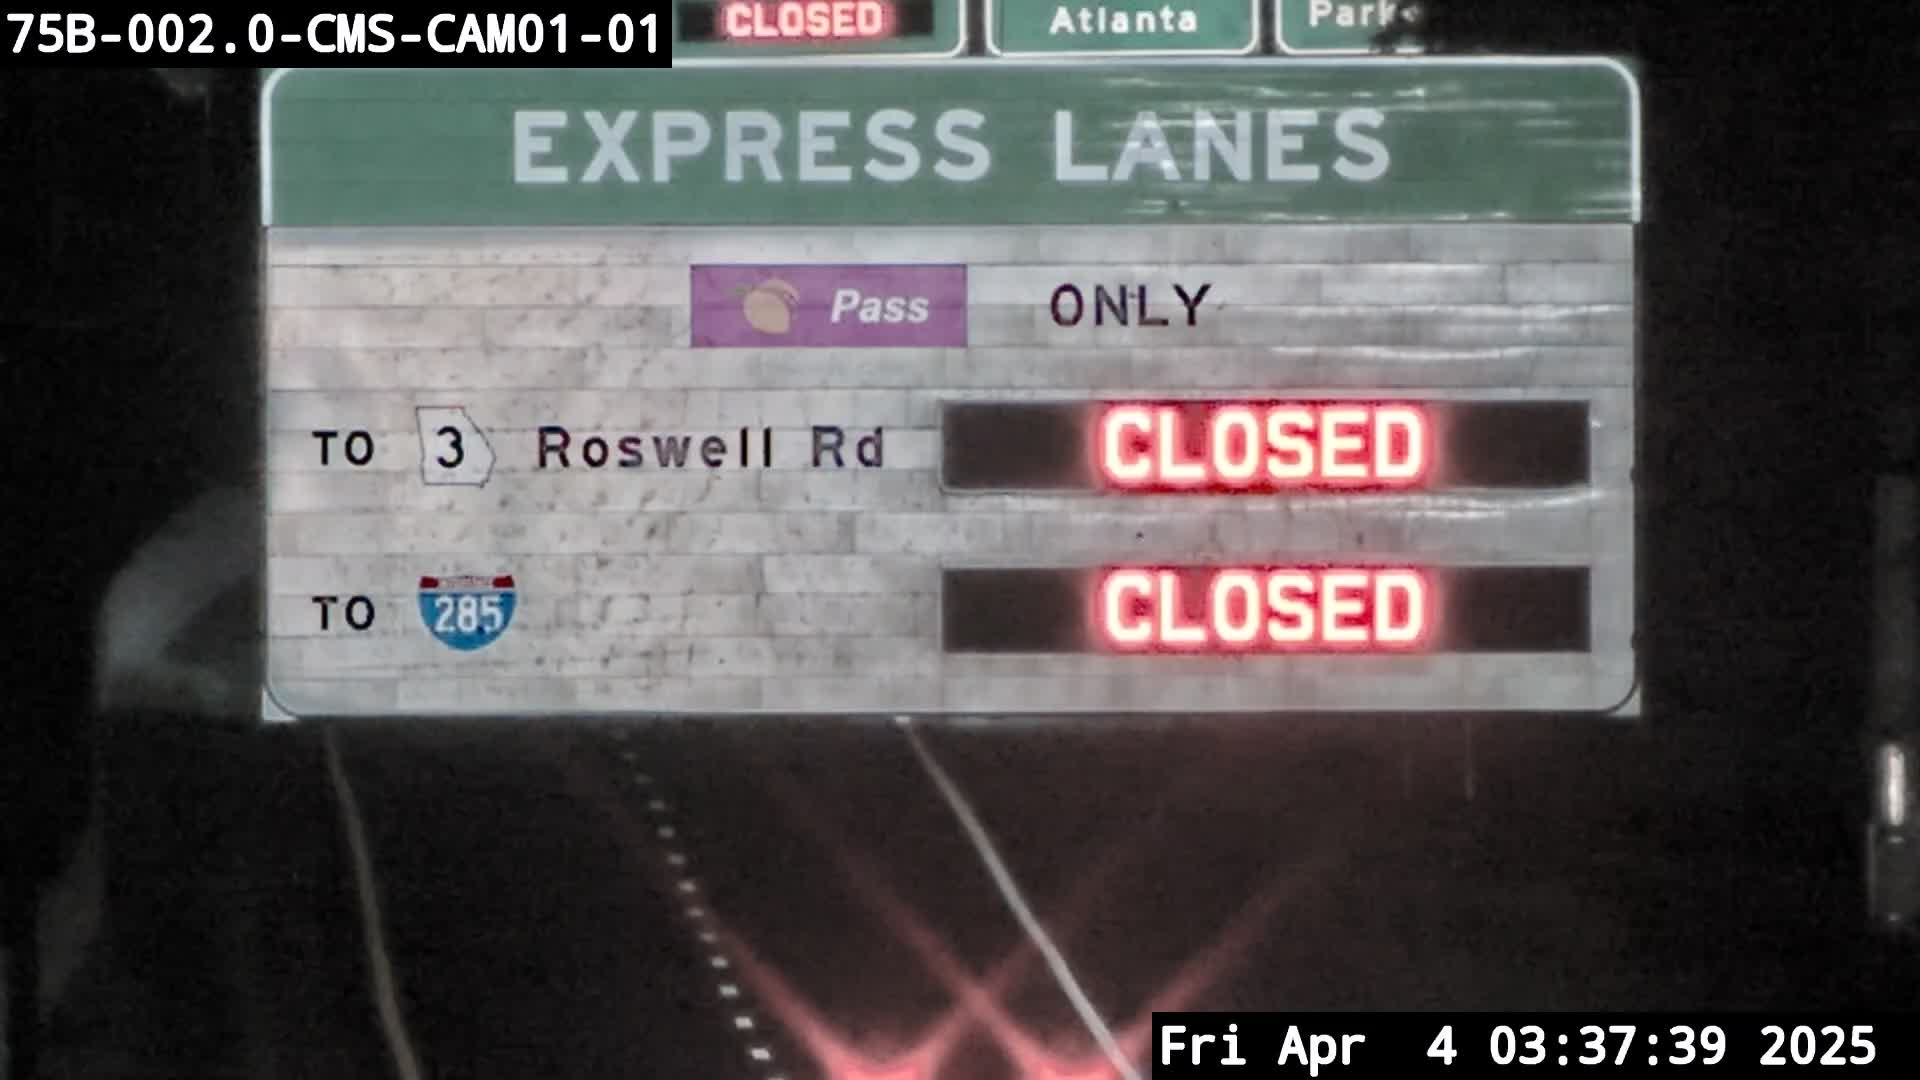 75B-002.0-CMS-CAM01-01
CLOSED
Atlanta
EXPRESS LANES
Pass ONLY
TO 3 Roswell Rd CLOSED
TO 285 CLOSED
Fri Apr 4 03:37:39 2025